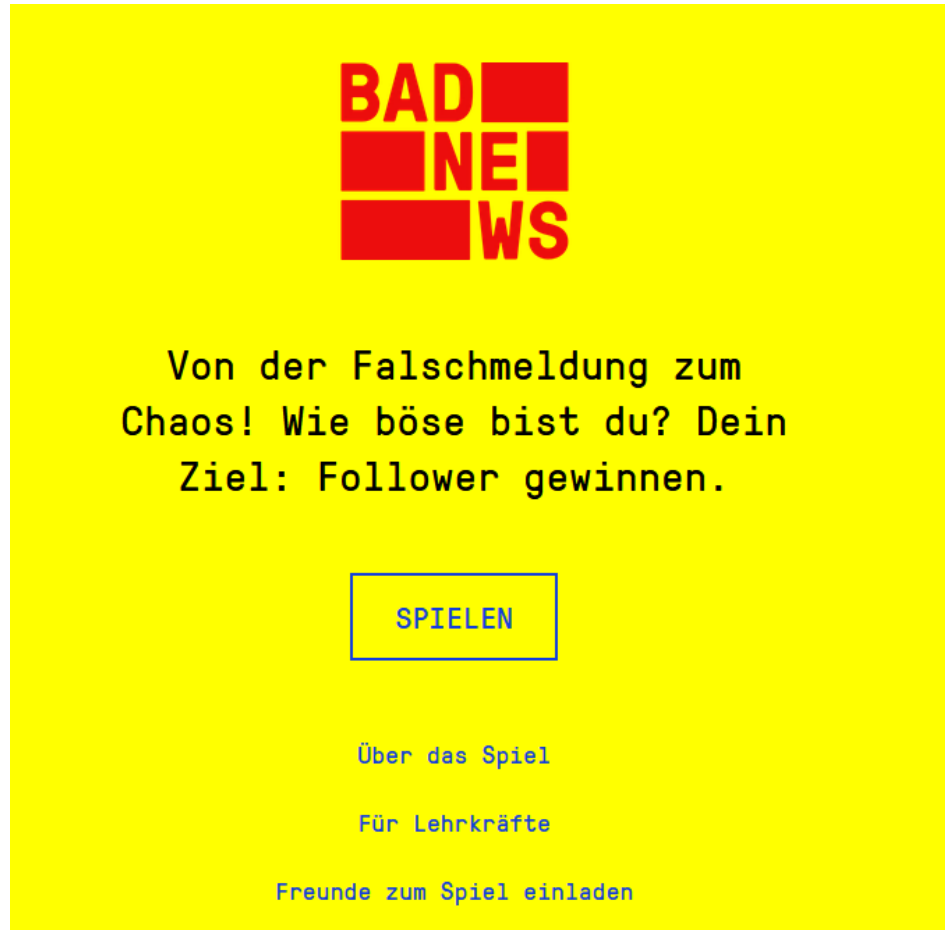 BAD
NE
WS
Von der Falschmeldung zum
Chaos! Wie böse bist du? Dein
Ziel: Follower gewinnen.
SPIELEN
Über das Spiel
Für Lehrkräfte
Freunde zum Spiel einladen